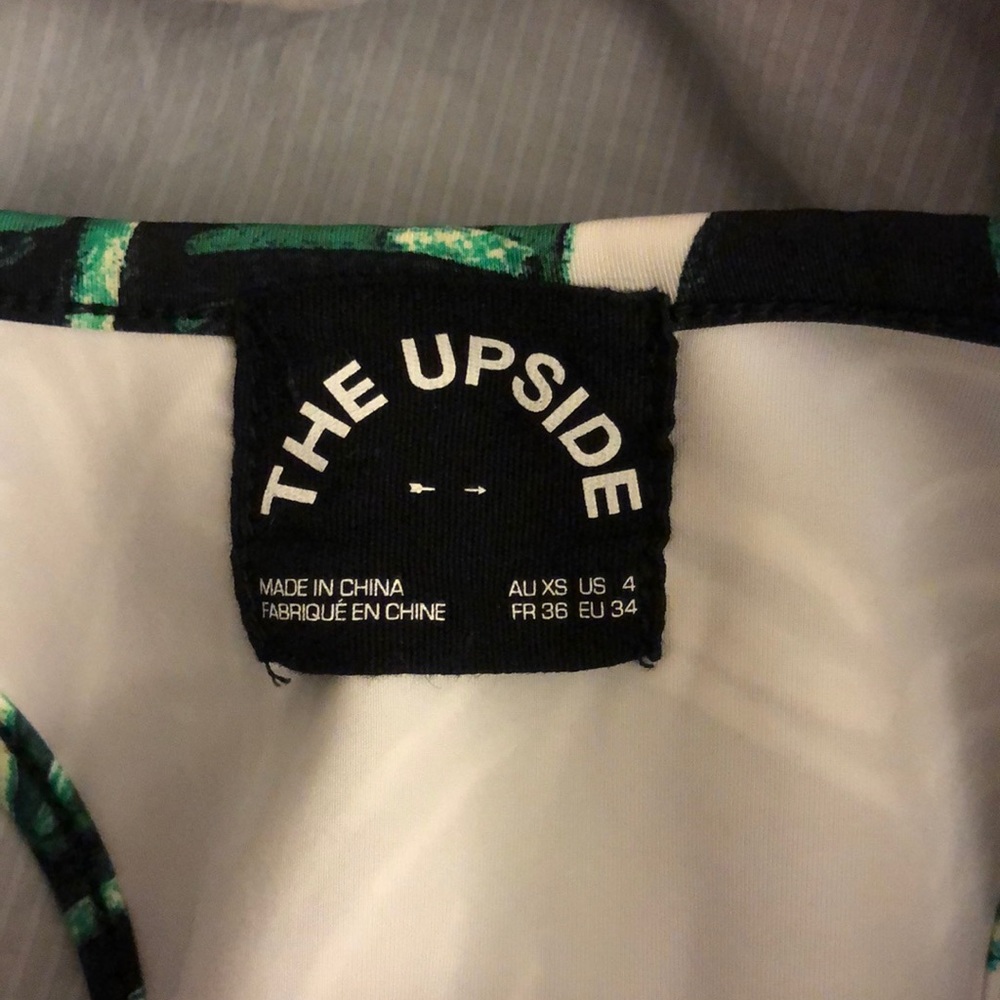 THE UPSIDE
MADE IN CHINA AU XS US 4
FABRIQUÉ EN CHINE FR 36 EU 34